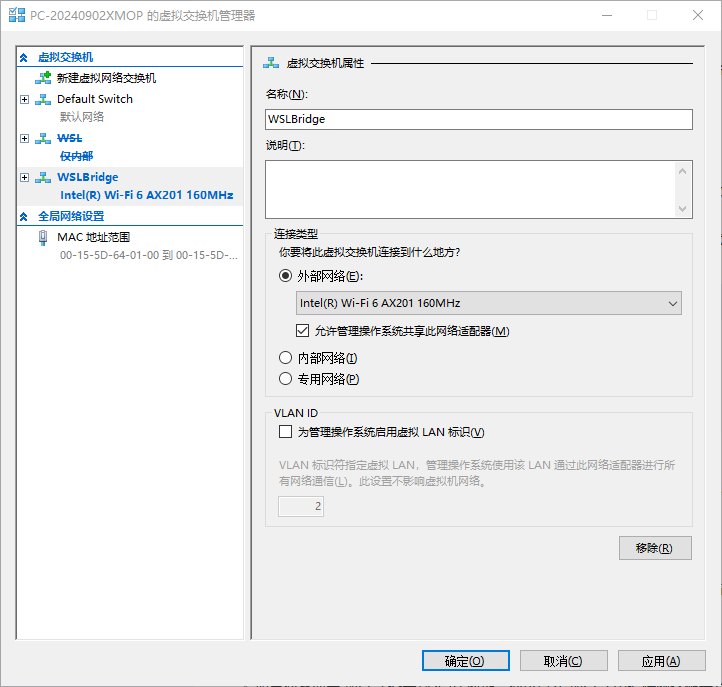 PC-20240902XMOP 的虚拟交换机管理器
虚拟交换机
新建虚拟网络交换机
Default Switch
默认网络
WSL
仅内部
WSLBridge
Intel(R) Wi-Fi 6 AX201 160MHz
全局网络设置
MAC 地址范围
00-15-5D-64-01-00 到 00-15-5D-...
虚拟交换机属性
名称(N):
WSLBridge
说明(T):
连接类型
你要将此虚拟交换机连接到什么地方?
外部网络(E):
Intel(R) Wi-Fi 6 AX201 160MHz
允许管理操作系统共享此网络适配器(M)
内部网络(I)
专用网络(P)
VLAN ID
为管理操作系统启用虚拟 LAN 标识(V)
VLAN 标识符指定虚拟 LAN，管理操作系统使用该 LAN 通过此网络适配器进行所
有网络通信(L)。此设置不影响虚拟机网络。
2
移除(R)
确定(O)
取消(C)
应用(A)